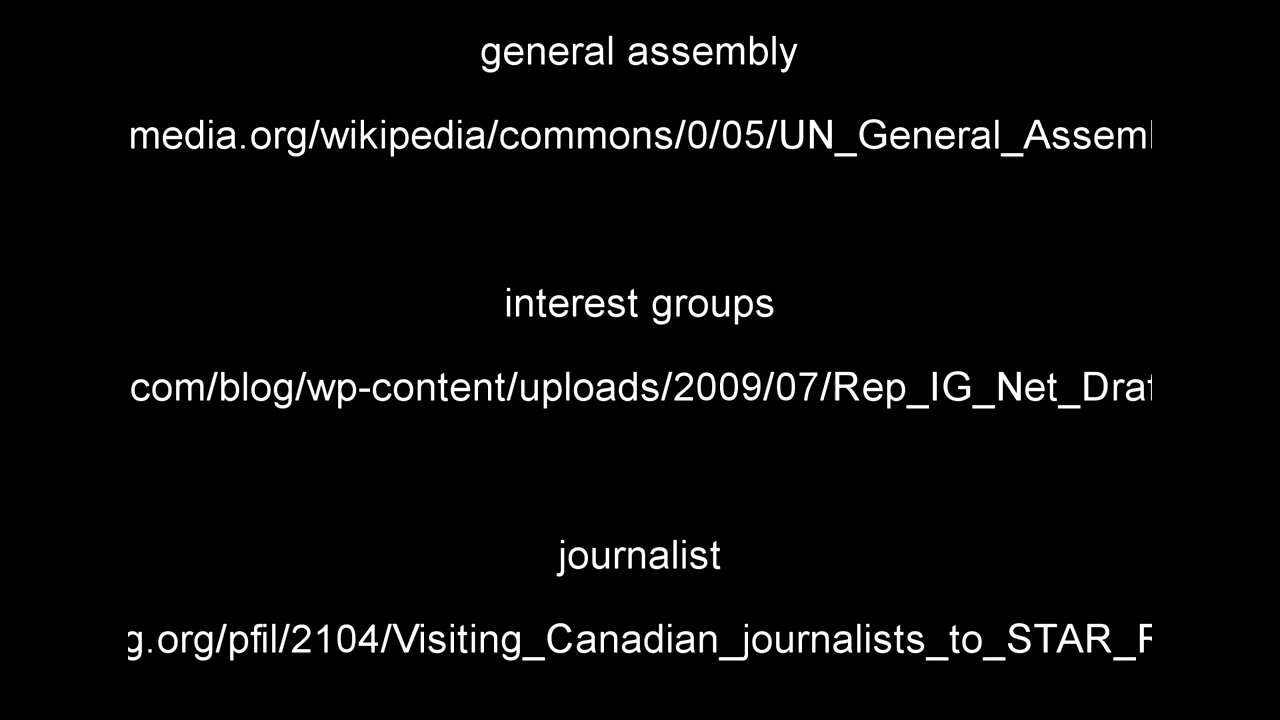 general assembly
media.org/wikipedia/commons/0/05/UN_General_Assem
interest groups
com/blog/wp-content/uploads/2009/07/Rep_IG_Net_Draf
journalist
g.org/pfil/2104/Visiting_Canadian_journalists_to_STAR_